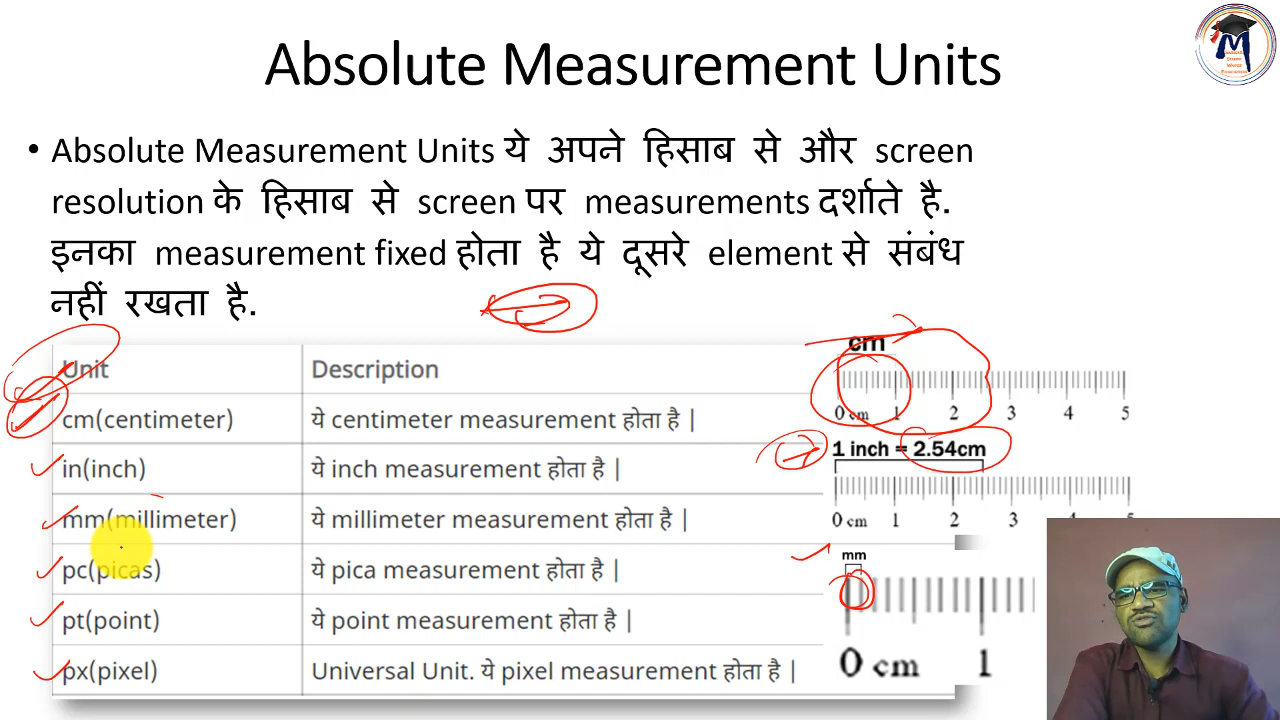 Absolute Measurement Units
• Absolute Measurement Units ये अपने हिसाब से और screen
resolution के हिसाब से screen पर measurements दर्शाते है.
इनका measurement fixed होता है ये दूसरे element से संबंध
नहीं रखता है.
Unit Description
cm(centimeter) ये centimeter measurement होता है |
in(inch) ये inch measurement होता है |
mm(millimeter) ये millimeter measurement होता है |
pc(picas) ये pica measurement होता है |
pt(point) ये point measurement होता है |
px(pixel) Universal Unit. ये pixel measurement होता है |
cm
0 cm 1 2 3 4 5
1 inch = 2.54cm
0 cm 1 2 3
mm
0 cm 1
M